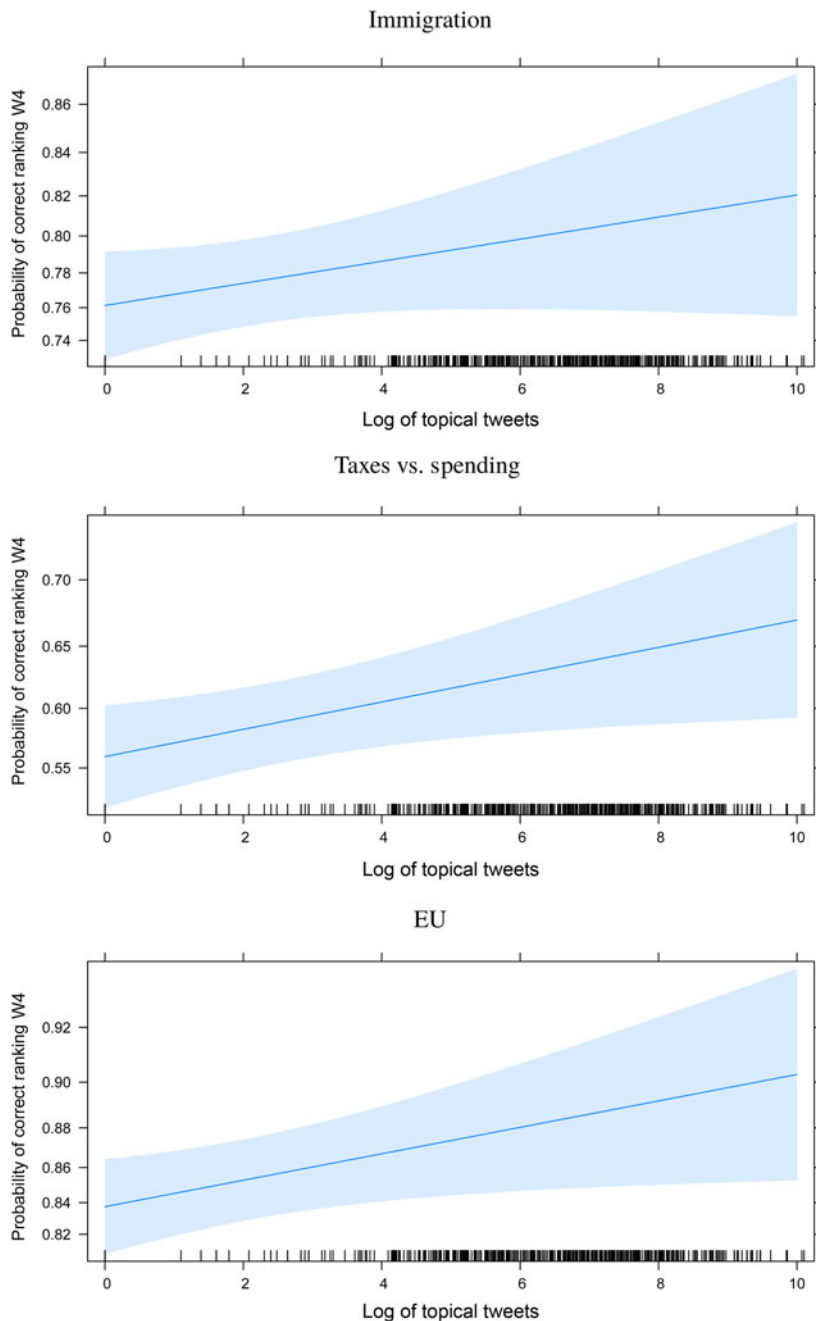 Immigration
Probability of correct ranking W4
0.86
0.84
0.82
0.80
0.78
0.76
0.74
0 2 4 6 8 10
Log of topical tweets
Taxes vs. spending
Probability of correct ranking W4
0.70
0.65
0.60
0.55
0 2 4 6 8 10
Log of topical tweets
EU
Probability of correct ranking W4
0.92
0.90
0.88
0.86
0.84
0.82
0 2 4 6 8 10
Log of topical tweets